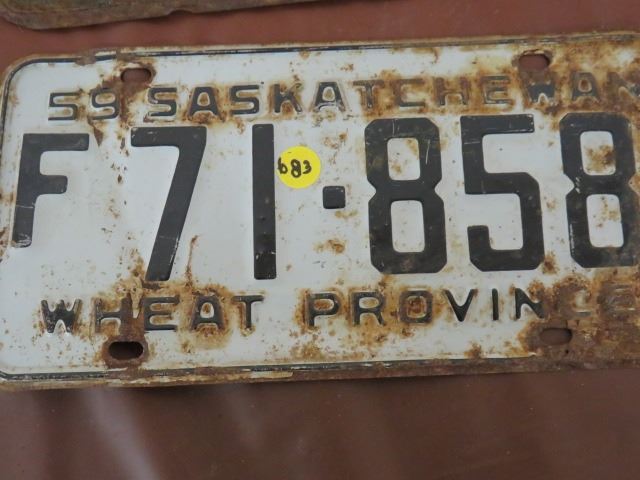 59 SASKATCHEWAN
F71·858
683
WHEAT PROVINCE